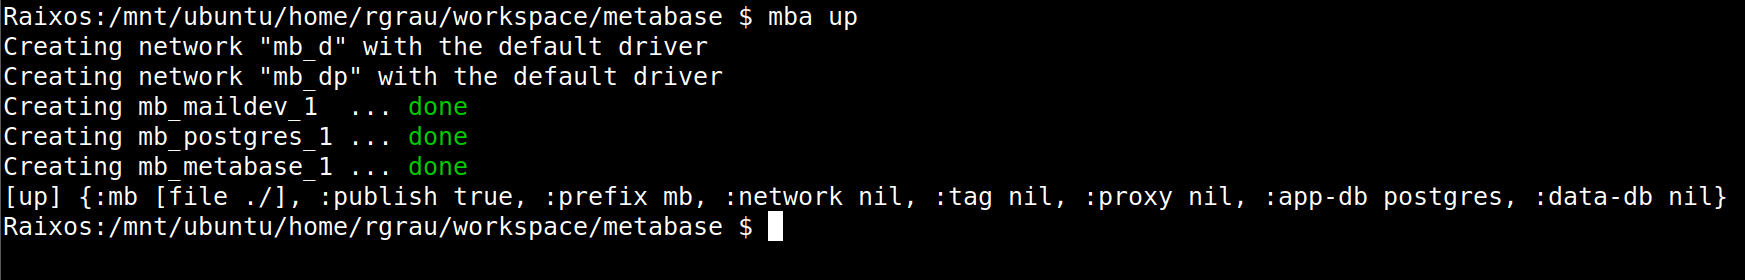 Raixos:/mnt/ubuntu/home/rgrau/workspace/metabase $ mba up
Creating network "mb_d" with the default driver
Creating network "mb_dp" with the default driver
Creating mb_maildev_1  ... done
Creating mb_postgres_1 ... done
Creating mb_metabase_1 ... done
[up] {:mb [file ./], :publish true, :prefix mb, :network nil, :tag nil, :proxy nil, :app-db postgres, :data-db nil}
Raixos:/mnt/ubuntu/home/rgrau/workspace/metabase $